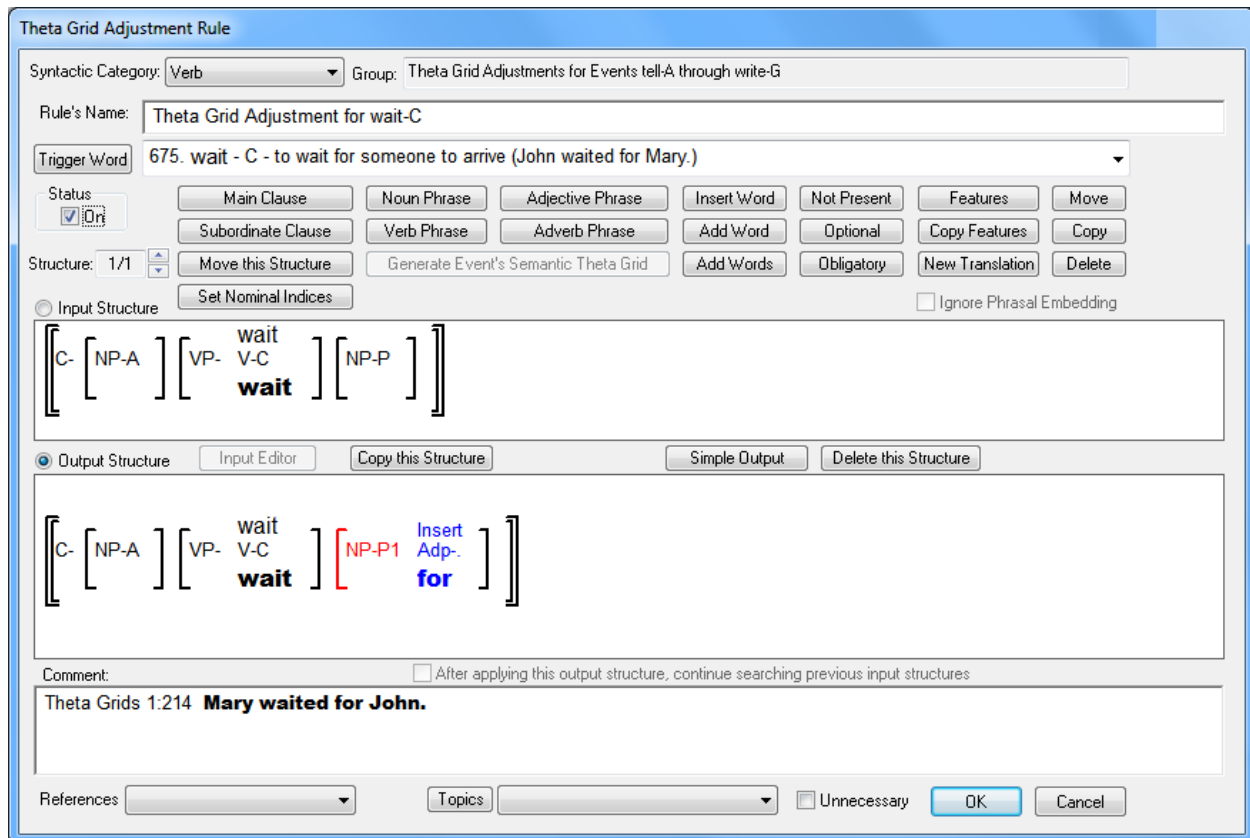 Theta Grid Adjustment Rule
Syntactic Category: Verb Group: Theta Grid Adjustments for Events tell-A through write-G
Rule's Name: Theta Grid Adjustment for wait-C
Trigger Word 675. wait - C - to wait for someone to arrive (John waited for Mary.)
Status
On
Main Clause Noun Phrase Adjective Phrase Insert Word Not Present Features Move
Subordinate Clause Verb Phrase Adverb Phrase Add Word Optional Copy Features Copy
Structure: 1/1 Move this Structure Generate Event's Semantic Theta Grid Add Words Obligatory New Translation Delete
Set Nominal Indices
Input Structure Ignore Phrasal Embedding
wait
C- NP-A VP- V-C NP-P
wait
Output Structure Input Editor Copy this Structure Simple Output Delete this Structure
wait Insert
C- NP-A VP- V-C NP-P1 Adp-.
wait for
Comment: After applying this output structure, continue searching previous input structures
Theta Grids 1:214 Mary waited for John.
References Topics Unnecessary OK Cancel